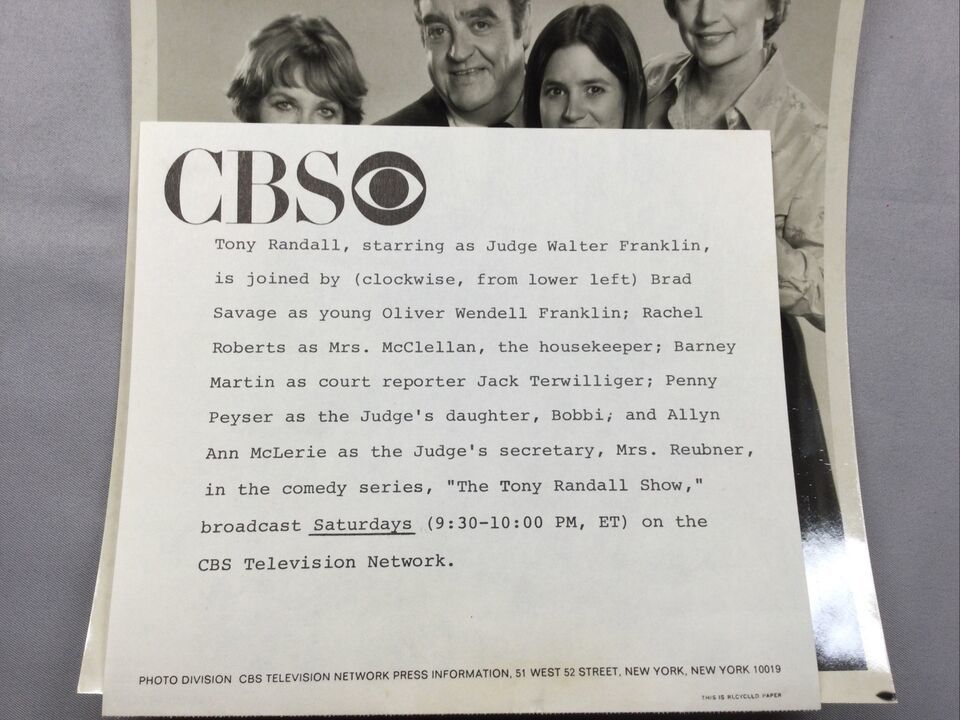 CBS
Tony Randall, starring as Judge Walter Franklin,
is joined by (clockwise, from lower left) Brad
Savage as young Oliver Wendell Franklin; Rachel
Roberts as Mrs. McClellan, the housekeeper; Barney
Martin as court reporter Jack Terwilliger; Penny
Peyser as the Judge's daughter, Bobbi; and Allyn
Ann McLerie as the Judge's secretary, Mrs. Reubner,
in the comedy series, "The Tony Randall Show,"
broadcast Saturdays (9:30-10:00 PM, ET) on the
CBS Television Network.
PHOTO DIVISION CBS TELEVISION NETWORK PRESS INFORMATION, 51 WEST 52 STREET, NEW YORK, NEW YORK 10019
THIS IS RECYCLED PAPER